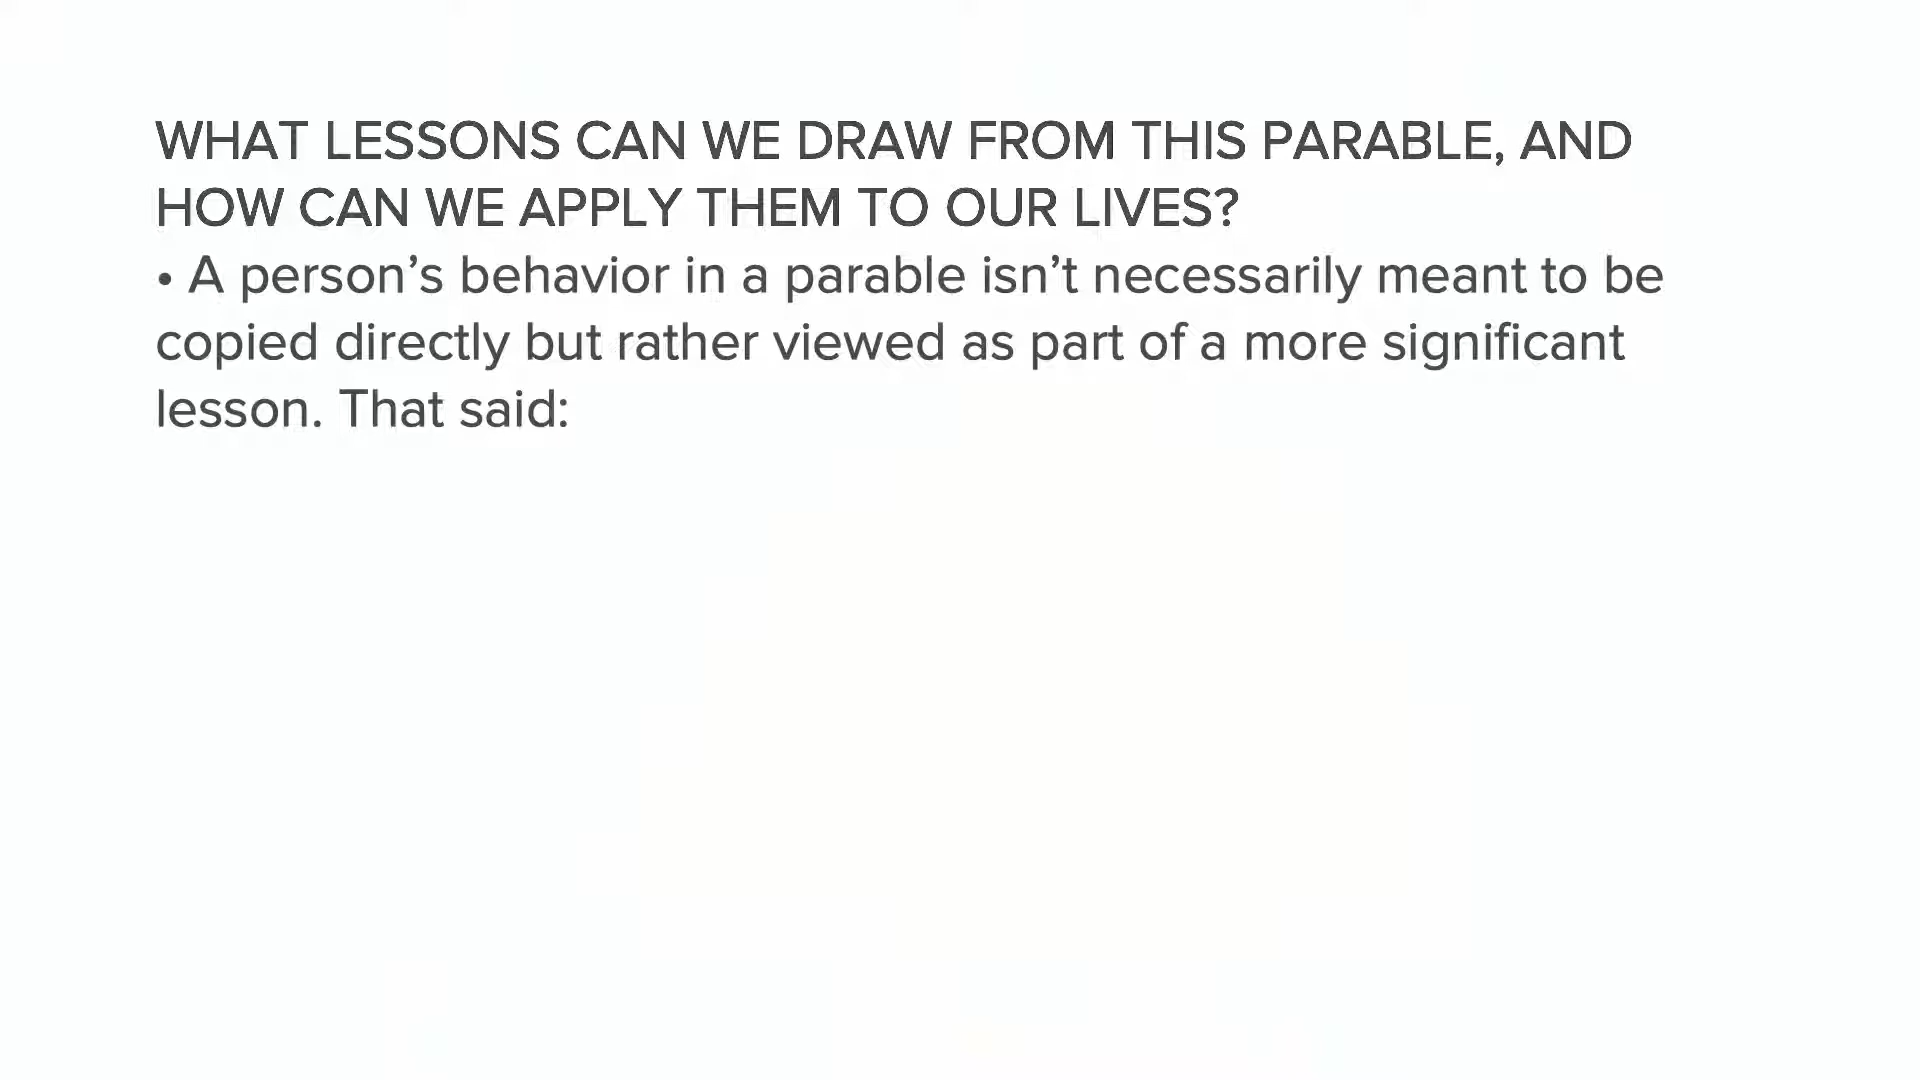 WHAT LESSONS CAN WE DRAW FROM THIS PARABLE, AND
HOW CAN WE APPLY THEM TO OUR LIVES?
• A person’s behavior in a parable isn’t necessarily meant to be
copied directly but rather viewed as part of a more significant
lesson. That said: